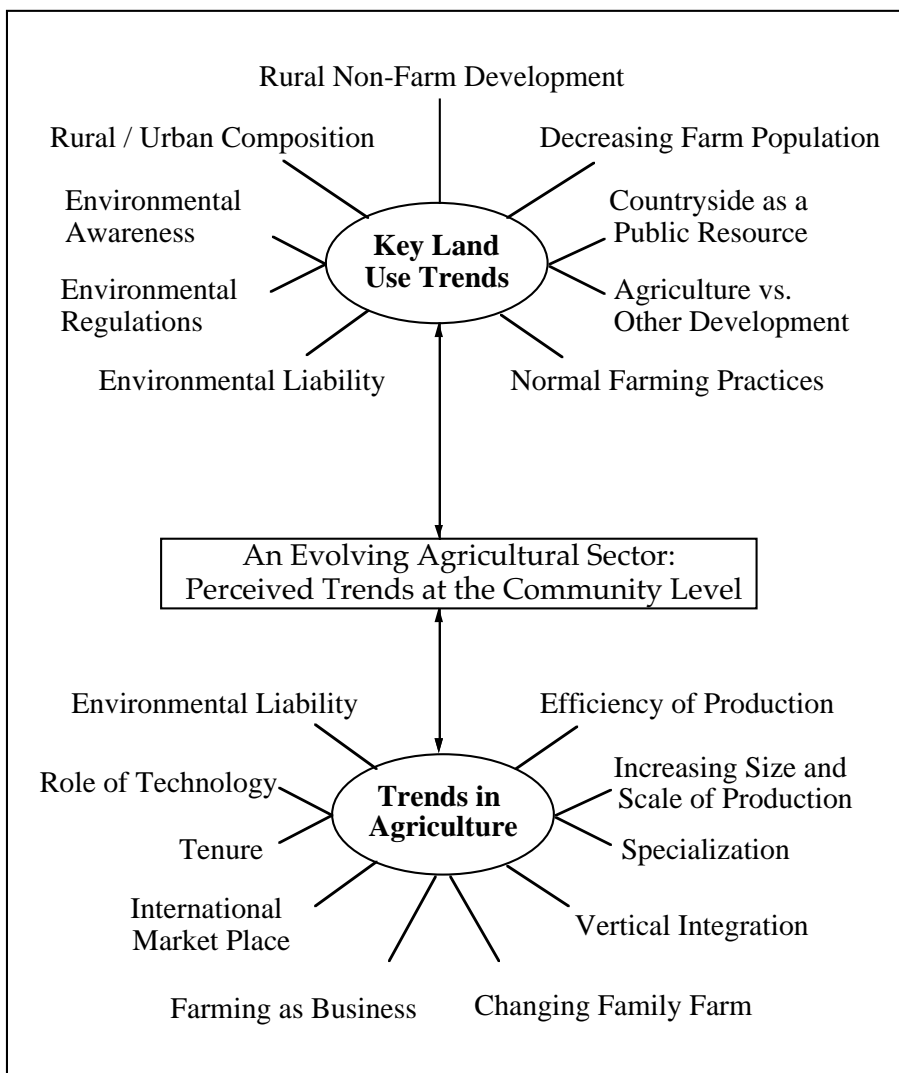 Rural Non-Farm Development
Rural / Urban Composition
Decreasing Farm Population
Environmental
Awareness
Countryside as a
Public Resource
Key Land
Use Trends
Environmental
Regulations
Agriculture vs.
Other Development
Environmental Liability
Normal Farming Practices
An Evolving Agricultural Sector:
Perceived Trends at the Community Level
Environmental Liability
Efficiency of Production
Role of Technology
Increasing Size and
Scale of Production
Trends in
Agriculture
Tenure
Specialization
International
Market Place
Vertical Integration
Farming as Business
Changing Family Farm